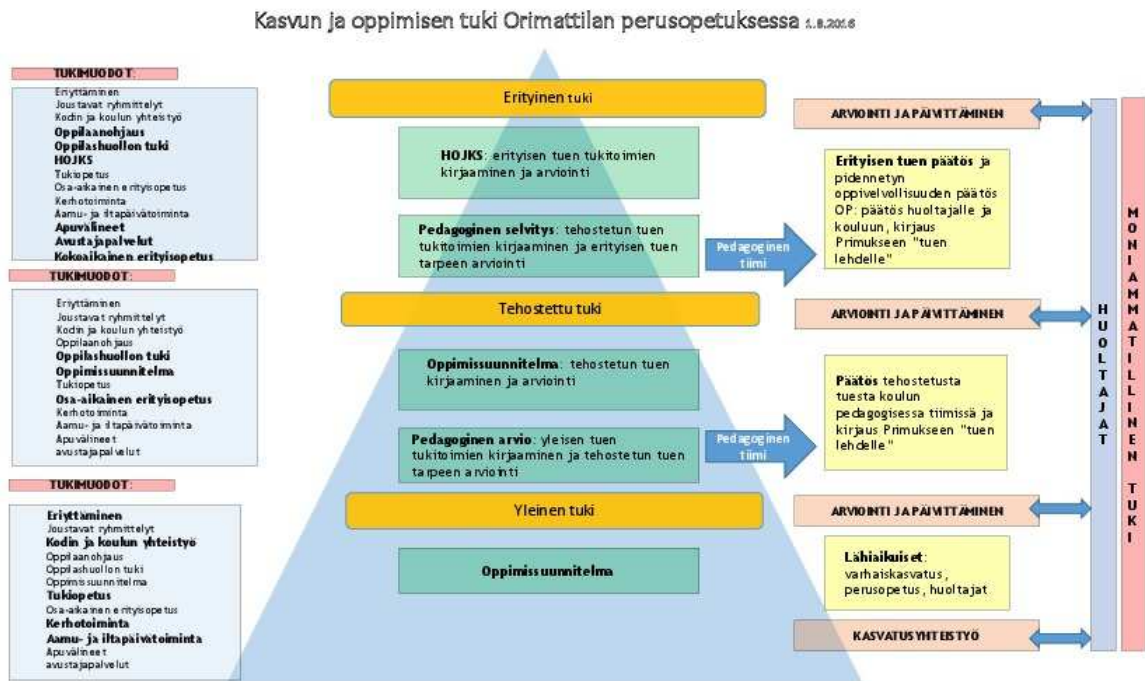 Kasvun ja oppimisen tuki Orimattilan perusopetuksessa 1.8.2016
TUKIMUODOT:
Eriyttäminen
Joustavat ryhmittelyt
Kodin ja koulun yhteistyö
Oppilaanohjaus
Oppilashuollon tuki
HOJKS
Tukiopetus
Osa-aikainen erityisopetus
Kerhotoiminta
Aamu- ja iltapäivätoiminta
Apuvälineet
Avustajapalvelut
Kokoaikainen erityisopetus
Erityinen tuki
HOJKS: erityisen tuen tukitoimien
kirjaaminen ja arviointi
Pedagoginen selvitys: tehostetun tuen
tukitoimien kirjaaminen ja erityisen tuen
tarpeen arviointi
Pedagoginen
tiimi
ARVIOINTI JA PÄIVITTÄMINEN
Erityisen tuen päätös ja
pidennetyn
oppivelvollisuuden päätös
OP: päätös huoltajalle ja
kouluun, kirjaus
Primukseen "tuen
lehdelle"
TUKIMUODOT:
Eriyttäminen
Joustavat ryhmittelyt
Kodin ja koulun yhteistyö
Oppilaanohjaus
Oppilashuollon tuki
Oppimissuunnitelma
Tukiopetus
Osa-aikainen erityisopetus
Kerhotoiminta
Aamu- ja iltapäivätoiminta
Apuvälineet
avustajapalvelut
Tehostettu tuki
Oppimissuunnitelma: tehostetun tuen
kirjaaminen ja arviointi
Pedagoginen arvio: yleisen tuen
tukitoimien kirjaaminen ja tehostetun tuen
tarpeen arviointi
Pedagoginen
tiimi
ARVIOINTI JA PÄIVITTÄMINEN
Päätös tehostetusta
tuesta koulun
pedagogisessa tiimissä ja
kirjaus Primukseen "tuen
lehdelle"
TUKIMUODOT:
Eriyttäminen
Joustavat ryhmittelyt
Kodin ja koulun yhteistyö
Oppilaanohjaus
Oppilashuollon tuki
Oppimissuunnitelma
Tukiopetus
Osa-aikainen erityisopetus
Kerhotoiminta
Aamu- ja iltapäivätoiminta
Apuvälineet
avustajapalvelut
Yleinen tuki
Oppimissuunnitelma
ARVIOINTI JA PÄIVITTÄMINEN
Lähiaikuiset:
varhaiskasvatus,
perusopetus, huoltajat
KASVATUSYHTEISTYÖ
HUOLTAJAT
MONIAMMATILLINEN TUKI